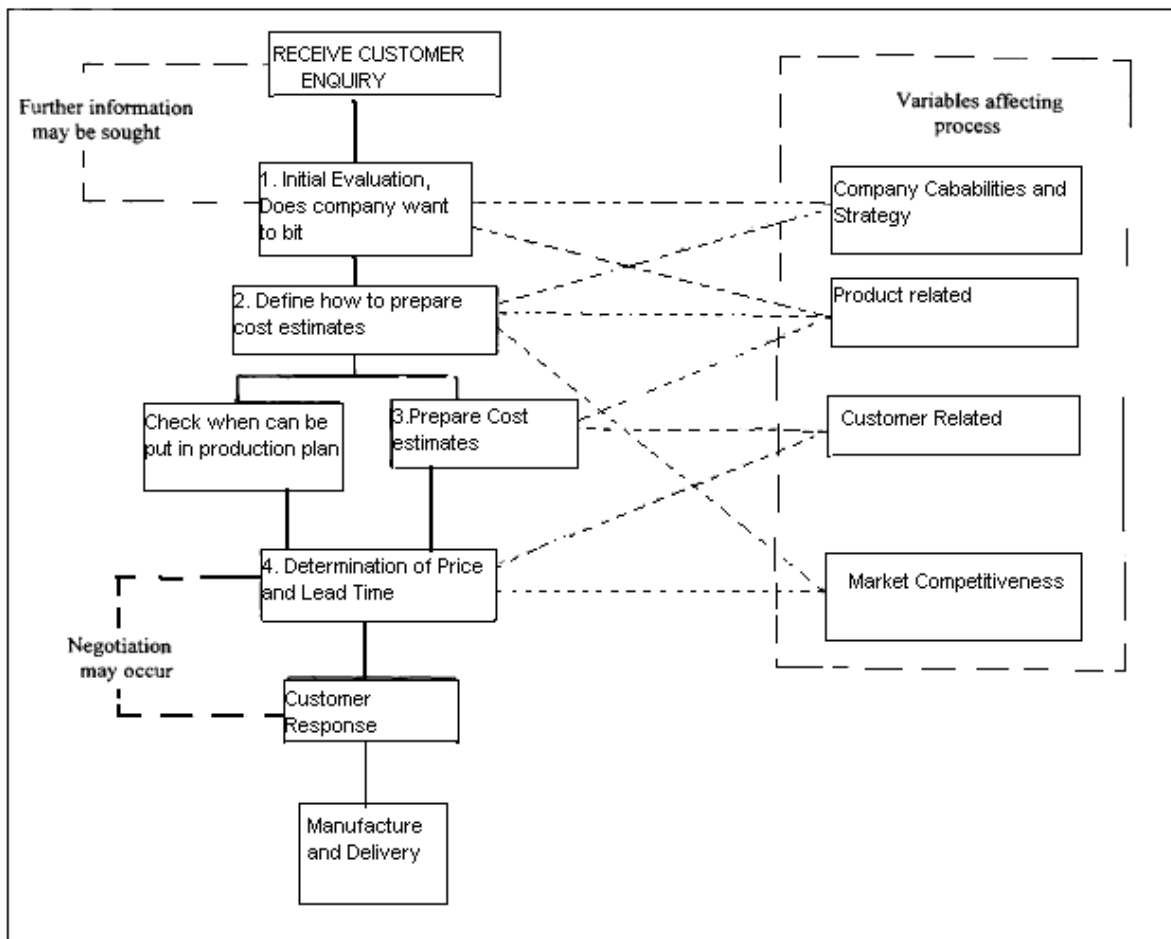 RECEIVE CUSTOMER
ENQUIRY
Further information
may be sought
Variables affecting
process
1. Initial Evaluation,
Does company want
to bit
Company Cababilities and
Strategy
2. Define how to prepare
cost estimates
Product related
Check when can be
put in production plan
3.Prepare Cost
estimates
Customer Related
4. Determination of Price
and Lead Time
Market Competitiveness
Negotiation
may occur
Customer
Response
Manufacture
and Delivery